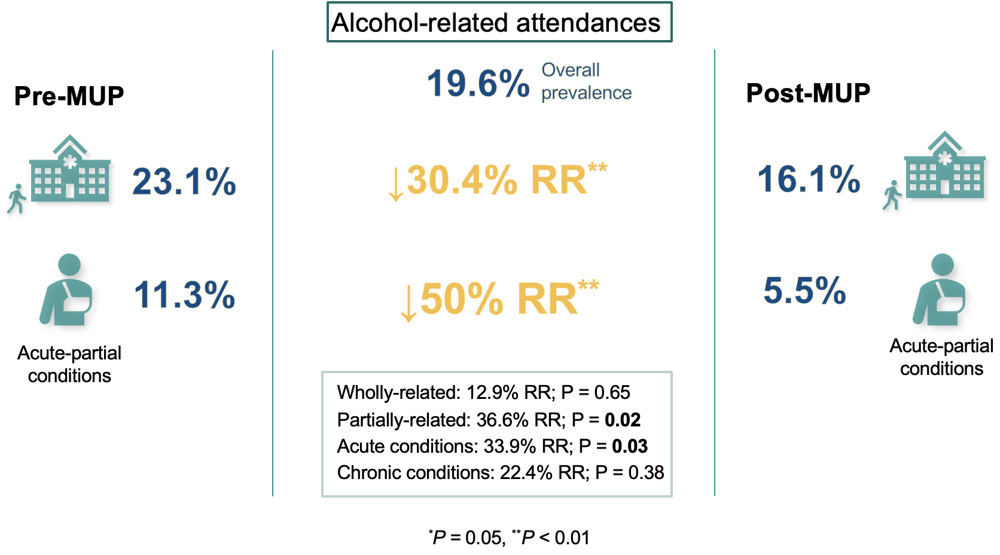 Alcohol-related attendances
Pre-MUP
19.6%
Overall
prevalence
Post-MUP
23.1%
↓30.4% RR**
16.1%
11.3%
↓50% RR**
5.5%
Acute-partial
conditions
Acute-partial
conditions
Wholly-related: 12.9% RR; P = 0.65
Partially-related: 36.6% RR; P = 0.02
Acute conditions: 33.9% RR; P = 0.03
Chronic conditions: 22.4% RR; P = 0.38
*P = 0.05, **P < 0.01